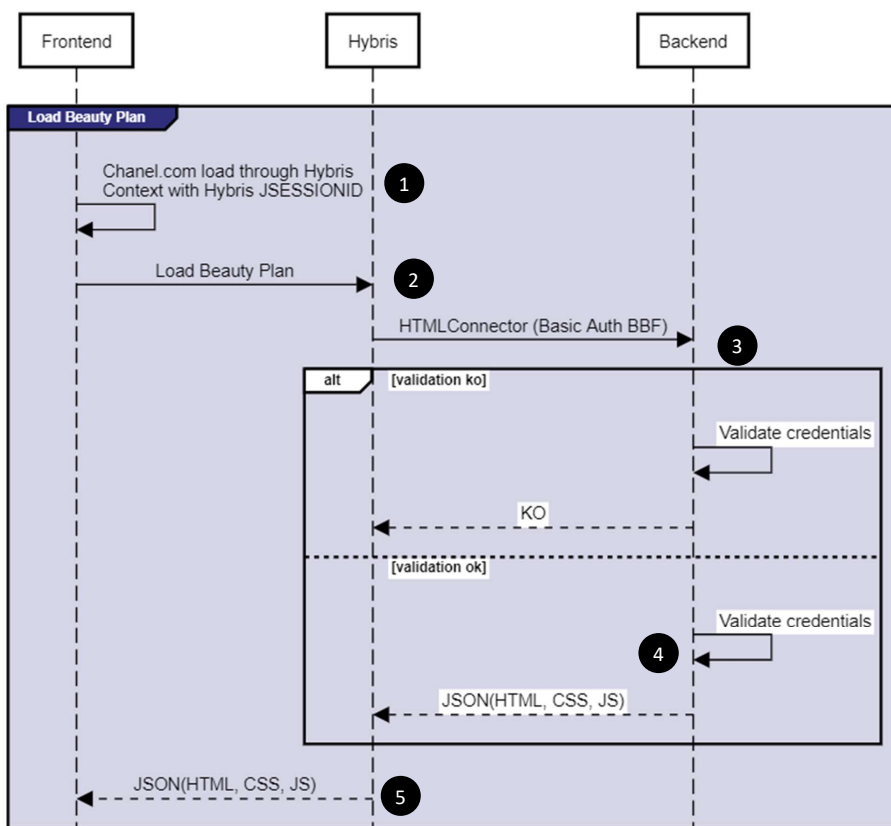 Frontend
Hybris
Backend
Load Beauty Plan
Chanel.com load through Hybris
Context with Hybris JSESSIONID
1
Load Beauty Plan
2
HTMLConnector (Basic Auth BBF)
3
alt
[validation ko]
Validate credentials
KO
[validation ok]
Validate credentials
4
JSON(HTML, CSS, JS)
JSON(HTML, CSS, JS)
5